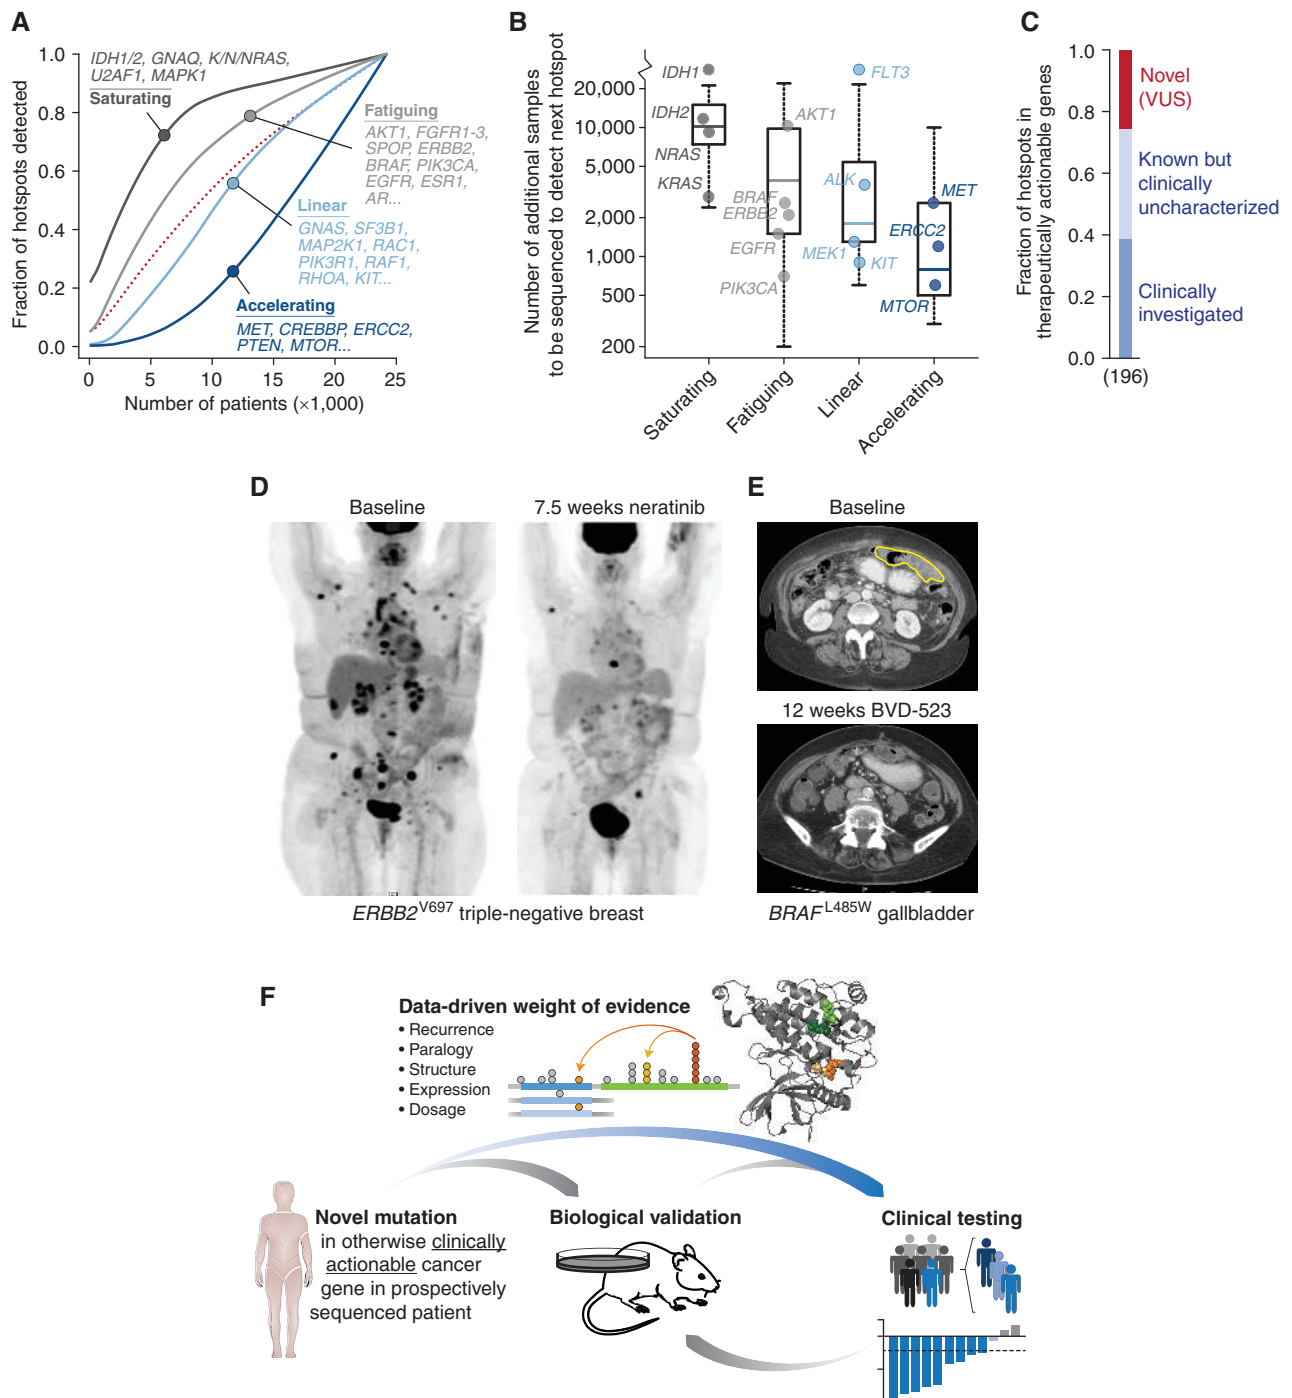 A
Fraction of hotspots detected
1.0
0.8
0.6
0.4
0.2
0.0
0
5
10
15
20
25
Number of patients (×1,000)
IDH1/2, GNAQ, K/N/NRAS,
U2AF1, MAPK1
Saturating
Fatiguing
AKT1, FGFR1-3,
SPOP, ERBB2,
BRAF, PIK3CA,
EGFR, ESR1,
AR...
Linear
GNAS, SF3B1,
MAP2K1, RAC1,
PIK3R1, RAF1,
RHOA, KIT...
Accelerating
MET, CREBBP, ERCC2,
PTEN, MTOR...
B
Number of additional samples
to be sequenced to detect next hotspot
20,000
10,000
5,000
2,000
1,000
500
200
IDH1
IDH2
NRAS
KRAS
AKT1
BRAF
ERBB2
EGFR
PIK3CA
FLT3
ALK
MEK1
KIT
MET
ERCC2
MTOR
Saturating
Fatiguing
Linear
Accelerating
C
Fraction of hotspots in
therapeutically actionable genes
1.0
0.8
0.6
0.4
0.2
0.0
(196)
Novel
(VUS)
Known but
clinically
uncharacterized
Clinically
investigated
D
Baseline
7.5 weeks neratinib
ERBB2V697 triple-negative breast
E
Baseline
12 weeks BVD-523
BRAFL485W gallbladder
F
Data-driven weight of evidence
• Recurrence
• Paralogy
• Structure
• Expression
• Dosage
Novel mutation
in otherwise clinically
actionable cancer
gene in prospectively
sequenced patient
Biological validation
Clinical testing